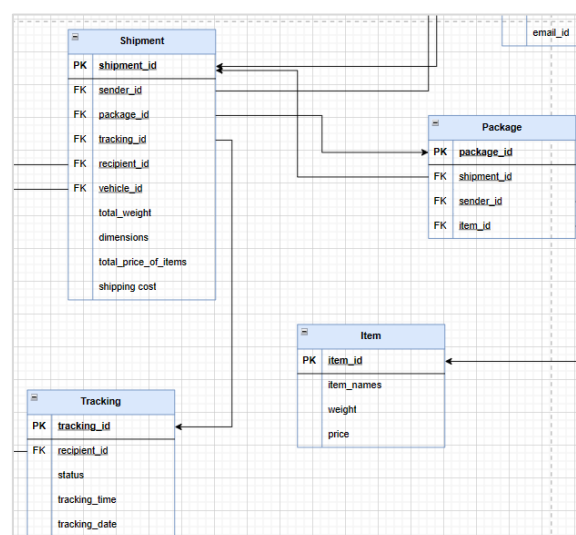 email_id
Shipment
PK shipment_id
FK sender_id
FK package_id
FK tracking_id
FK recipient_id
FK vehicle_id
total_weight
dimensions
total_price_of_items
shipping cost
Package
PK package_id
FK shipment_id
FK sender_id
FK item_id
Item
PK item_id
item_names
weight
price
Tracking
PK tracking_id
FK recipient_id
status
tracking_time
tracking_date